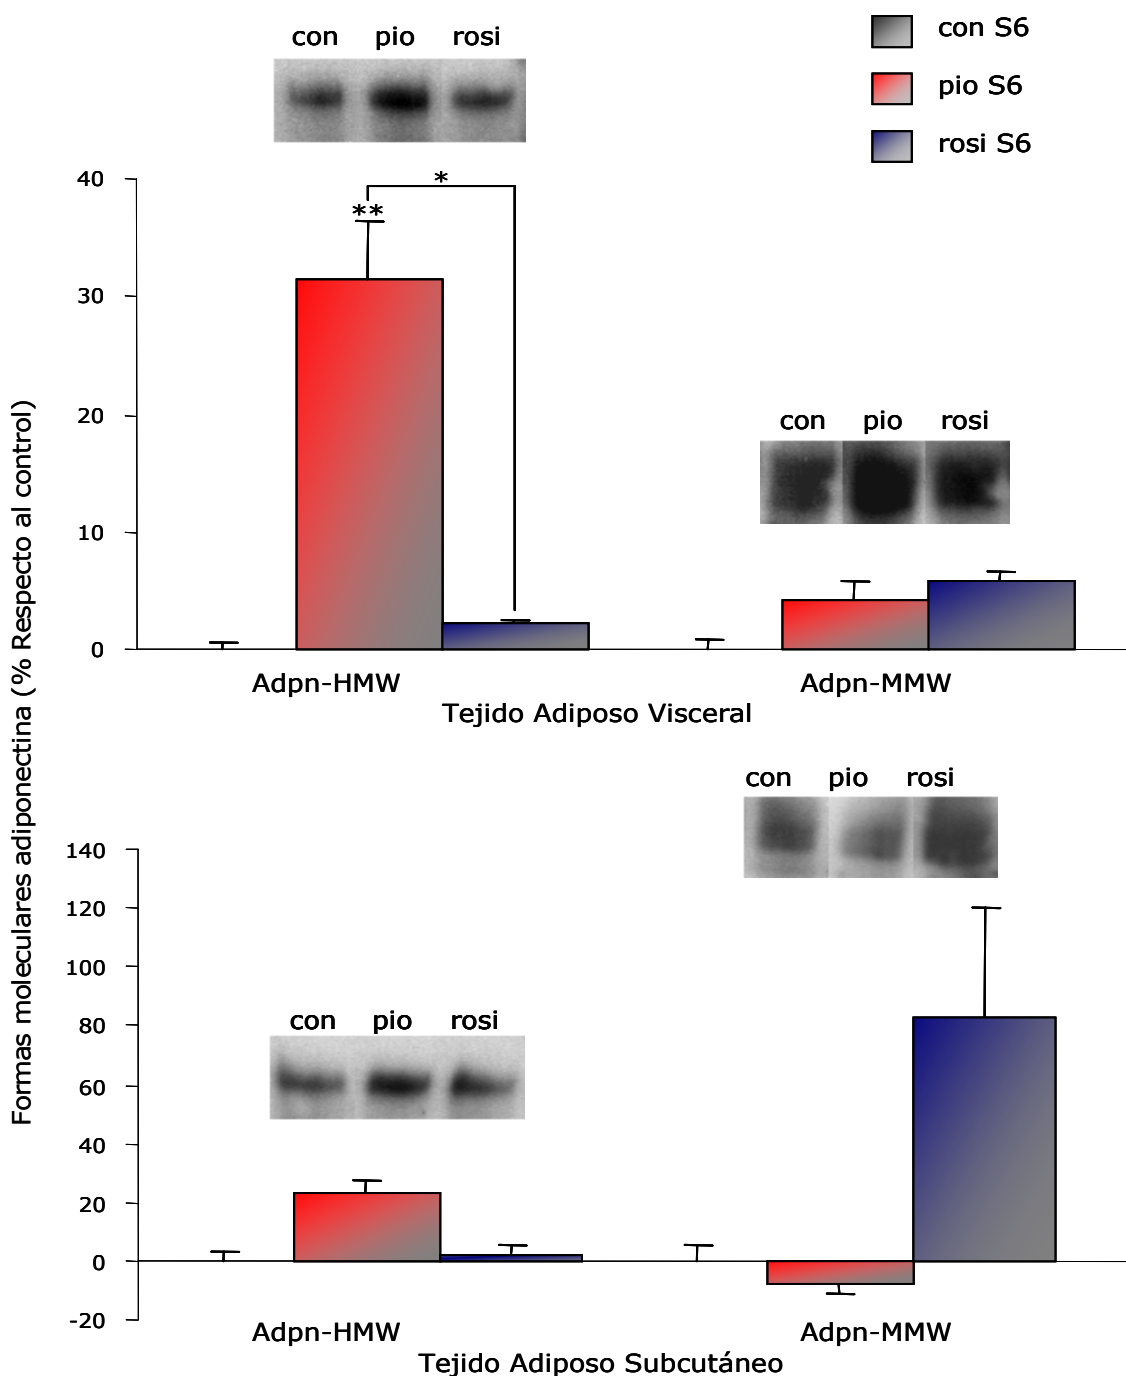 con pio rosi
con S6
pio S6
rosi S6
Formas moleculares adiponectina (% Respecto al control)
40
30
20
10
0
*
**
con pio rosi
Adpn-HMW Adpn-MMW
Tejido Adiposo Visceral
con pio rosi
140
120
100
80
60
40
20
0
-20
con pio rosi
Adpn-HMW Adpn-MMW
Tejido Adiposo Subcutáneo